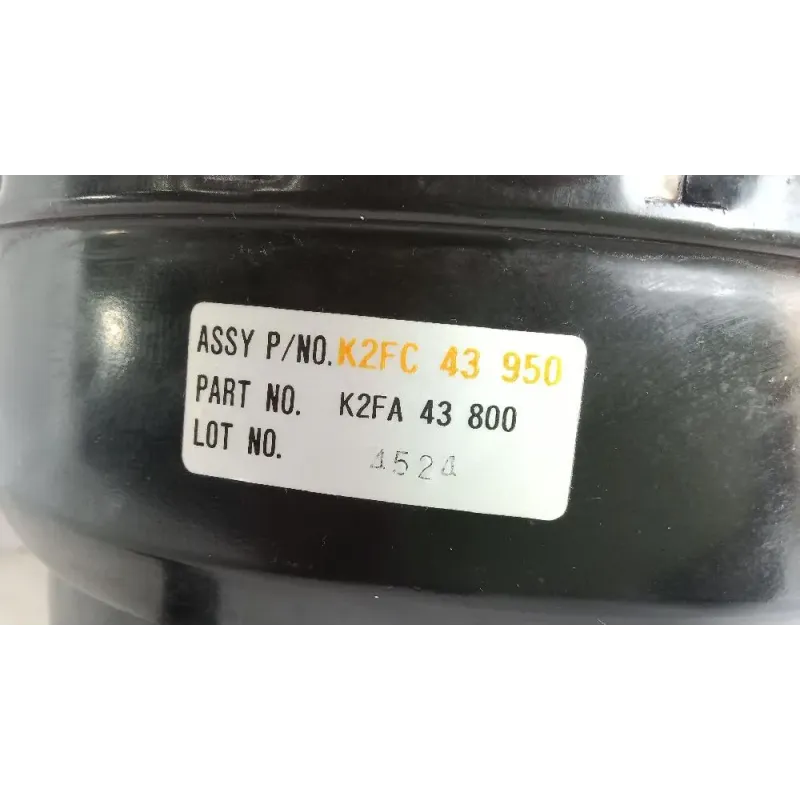 ASSY P/NO. K2FC 43 950
PART NO. K2FA 43 800
LOT NO. 4524